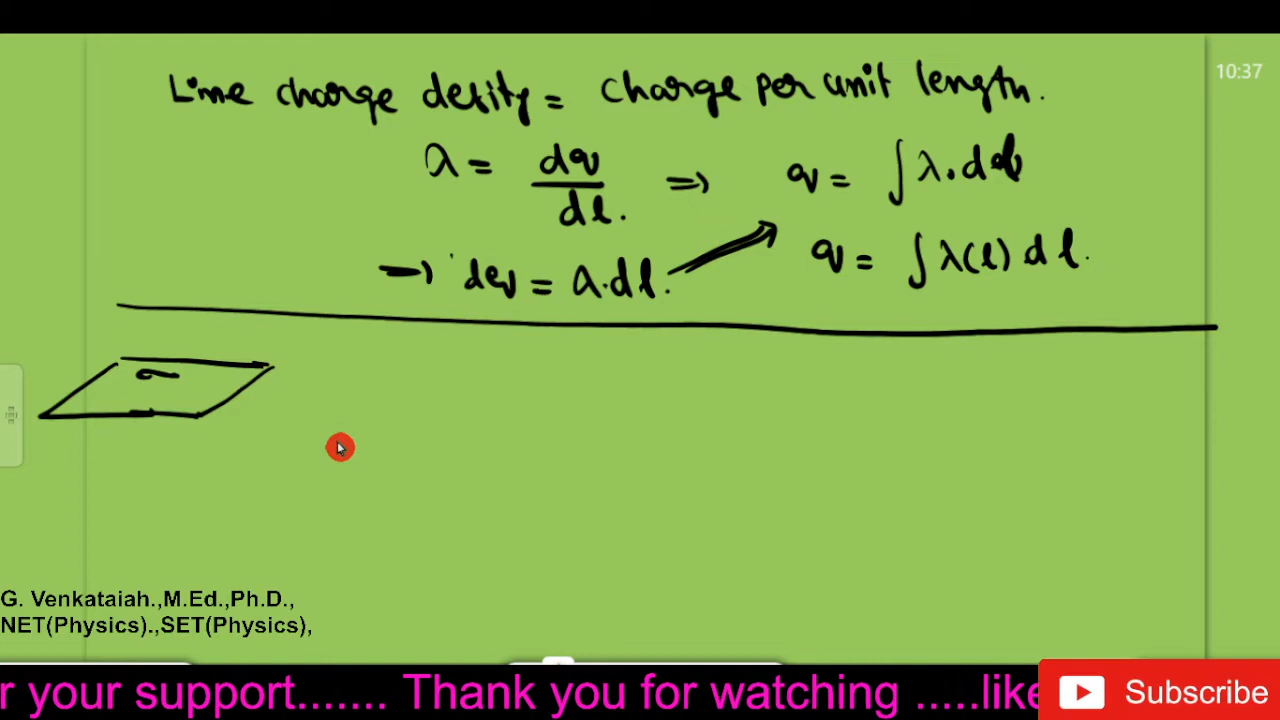 Line charge desity = charge per unit length.
10:37
λ = dq/dl. ⇒ q = ∫ λ.dl
→ dq = λ.dl.
q = ∫ λ(l) dl.
σ
G. Venkataiah.,M.Ed.,Ph.D.,
NET(Physics).,SET(Physics),
r your support....... Thank you for watching .....like
Subscribe